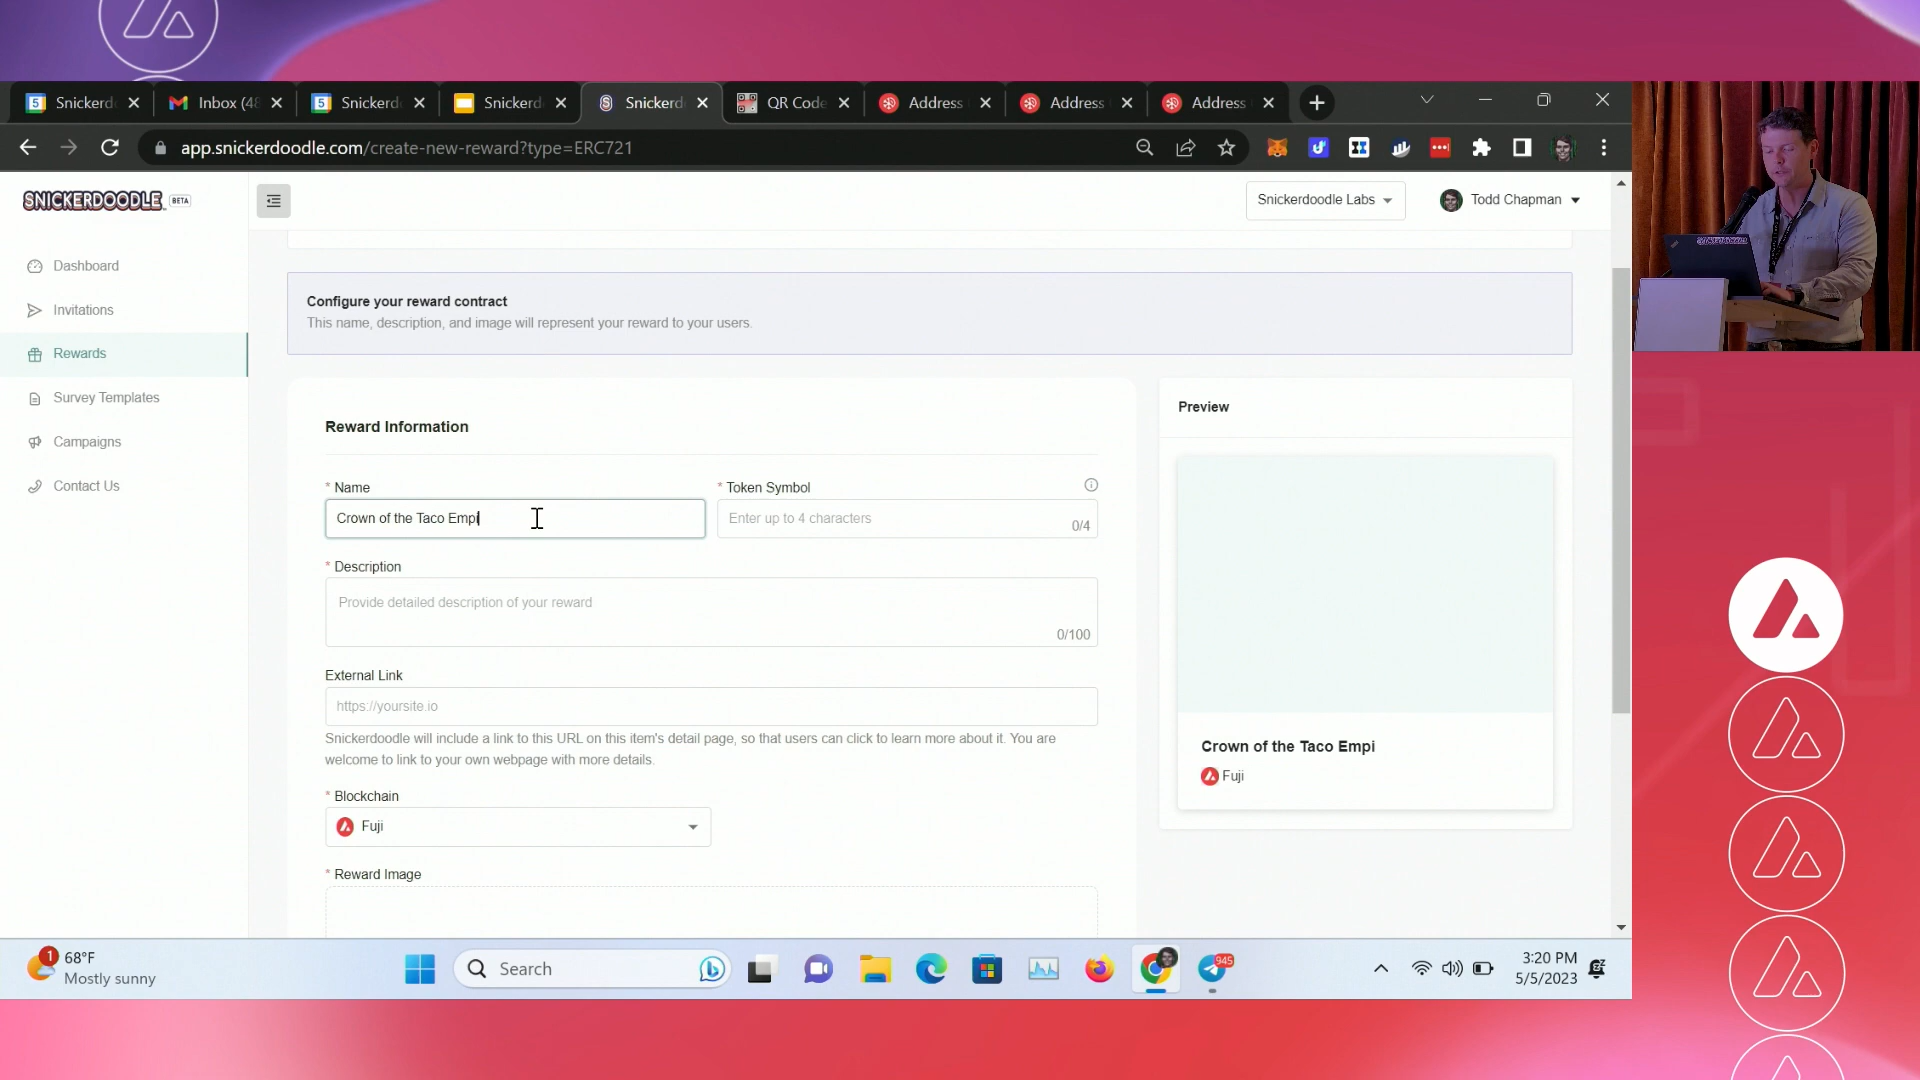 Snickerd
Inbox (48
Snickerd
Snickerd
Snickerd
QR Code
Address
Address
Address
app.snickerdoodle.com/create-new-reward?type=ERC721
SNICKERDOODLE BETA
Snickerdoodle Labs
Todd Chapman
Dashboard
Invitations
Rewards
Survey Templates
Campaigns
Contact Us
Configure your reward contract
This name, description, and image will represent your reward to your users.
Reward Information
* Name
Crown of the Taco Empi
* Token Symbol
Enter up to 4 characters
0/4
* Description
Provide detailed description of your reward
0/100
External Link
https://yoursite.io
Snickerdoodle will include a link to this URL on this item's detail page, so that users can click to learn more about it. You are
welcome to link to your own webpage with more details.
* Blockchain
Fuji
* Reward Image
Preview
Crown of the Taco Empi
Fuji
1
68°F
Mostly sunny
Search
945
3:20 PM
5/5/2023